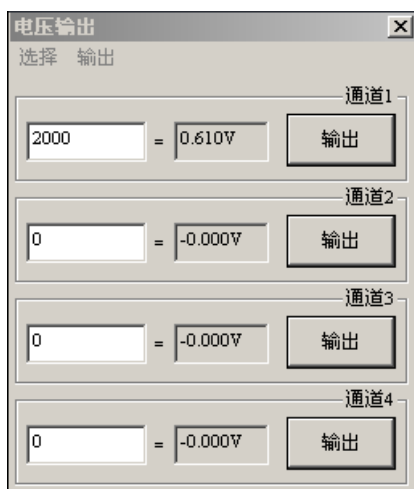 电压输出
选择 输出
通道1
2000 = 0.610V 输出
通道2
0 = -0.000V 输出
通道3
0 = -0.000V 输出
通道4
0 = -0.000V 输出